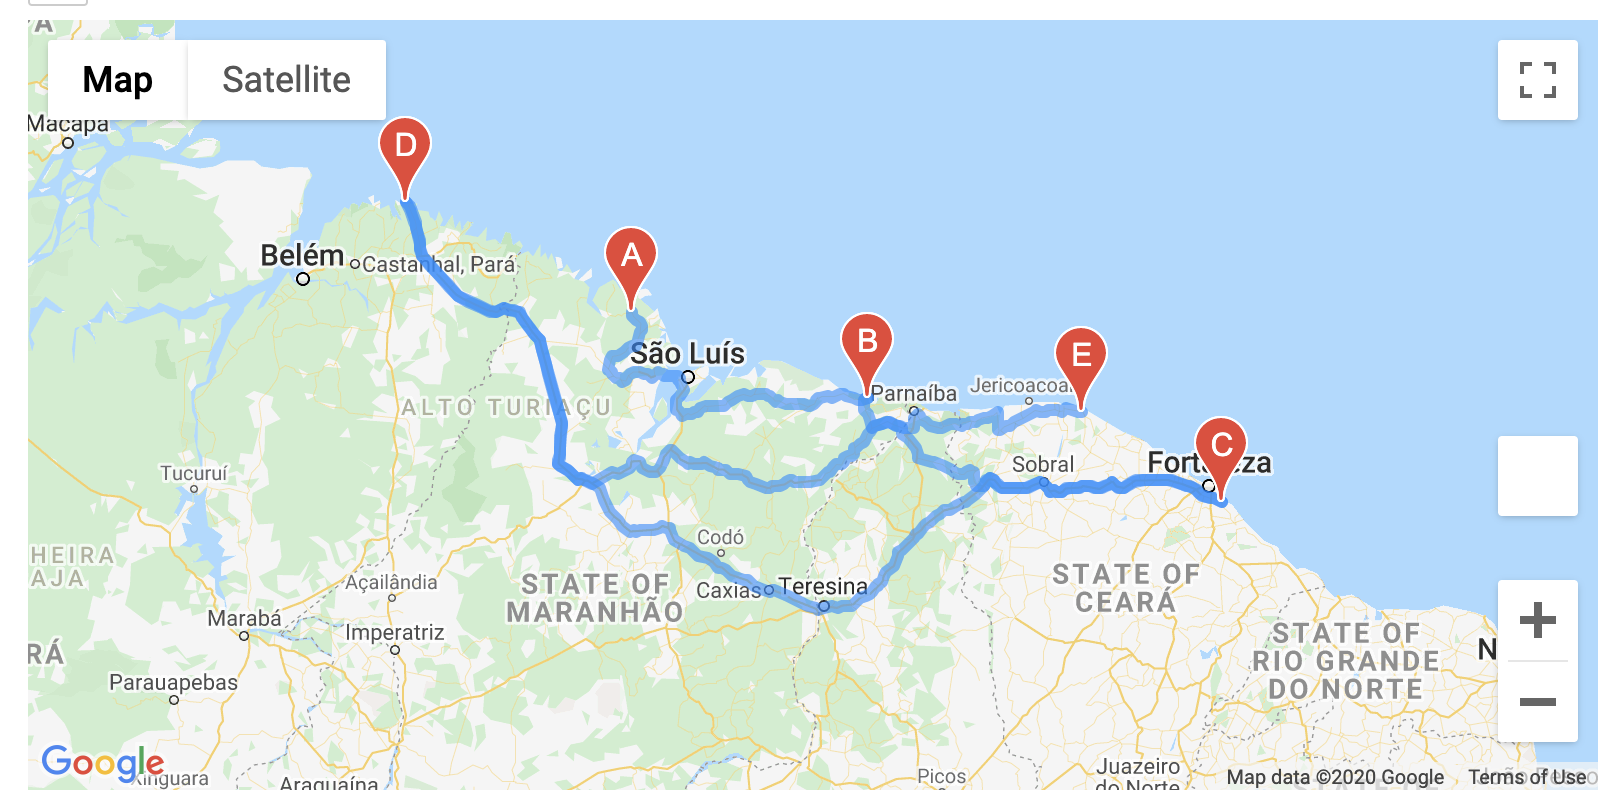 A
Map
Satellite
Macapa
D
Belém
Castanhal, Pará
A
São Luís
B
E
Parnaíba
Jericoacoa
ALTO TURIAÇU
C
Tucuruí
Sobral
Fort
za
HEIRA
AJA
Codó
Açailândia
STATE OF
MARANHÃO
Caxias
Teresina
STATE OF
CEARÁ
Marabá
Imperatriz
STATE OF
RIO GRANDE
DO NORTE
N
RÁ
Parauapebas
Google
Xinguara
Araguaína
Picos
Juazeiro
do Norte
Map data ©2020 Google
Terms of Use